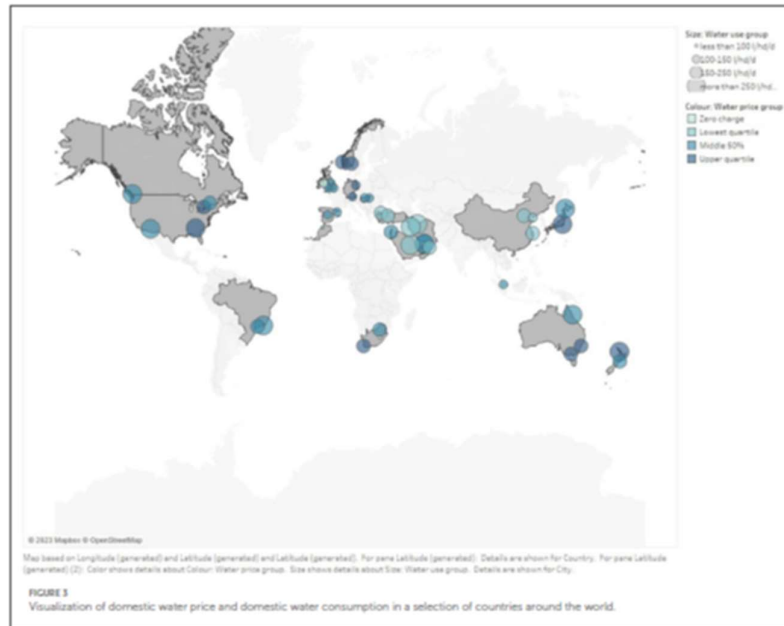 Size: Water use group
less than 100 l/hd/d
100-150 l/hd/d
150-250 l/hd/d
more than 250 l/hd...
Colour: Water price group
Zero charge
Lowest quartile
Middle 50%
Upper quartile
© 2023 Mapbox © OpenStreetMap
Map based on Longitude (generated) and Latitude (generated) and Latitude (generated). For pane Latitude (generated): Details are shown for Country. For pane Latitude
(generated) (2): Color shows details about Colour: Water price group. Size shows details about Size: Water use group. Details are shown for City.
FIGURE 3
Visualization of domestic water price and domestic water consumption in a selection of countries around the world.